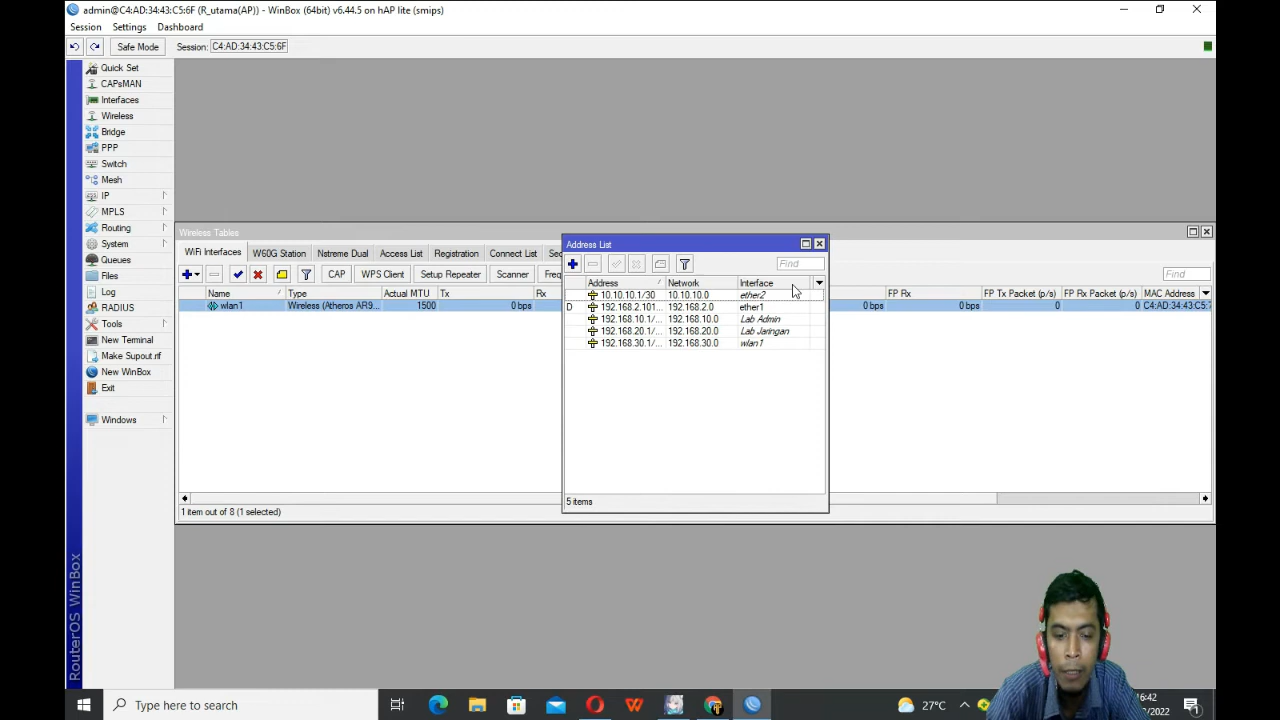 admin@C4:AD:34:43:C5:6F (R_utama(AP)) - WinBox (64bit) v6.44.5 on hAP lite (smips)
Session Settings Dashboard
Safe Mode Session: C4:AD:34:43:C5:6F
Quick Set
CAPsMAN
Interfaces
Wireless
Bridge
PPP
Switch
Mesh
IP
MPLS
Routing
System
Queues
Files
Log
RADIUS
Tools
New Terminal
Make Supout.rif
New WinBox
Exit
Windows
RouterOS WinBox
Wireless Tables
WiFi Interfaces W60G Station Nstreme Dual Access List Registration Connect List
CAP WPS Client Setup Repeater Scanner Find
Name Type Actual MTU Tx Rx FP Rx FP Tx Packet (p/s) FP Rx Packet (p/s) MAC Address
wlan1 Wireless (Atheros AR9... 1500 0 bps 0 bps 0 0 C4:AD:34:43:C5:
1 item out of 8 (1 selected)
Address List
Find
Address Network Interface
10.10.10.1/30 10.10.10.0 ether2
D 192.168.2.101... 192.168.2.0 ether1
192.168.10.1/... 192.168.10.0 Lab Admin
192.168.20.1/... 192.168.20.0 Lab Jaringan
192.168.30.1/... 192.168.30.0 wlan1
5 items
Type here to search
27°C
16:42
/2022